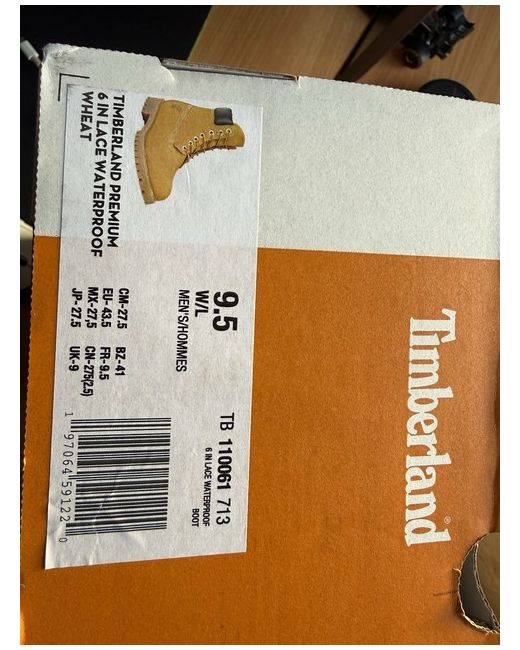 TIMBERLAND PREMIUM
6 IN LACE WATERPROOF
WHEAT
9.5
W/L
MEN'S/HOMMES
CM-27.5 BZ-41
EU-43.5 FR-9.5
MX-27,5 CN-275(2.5)
JP-27.5 UK-9
TB 110061 713
6 IN LACE WATERPROOF
BOOT
1 97064 59122 0
Timberland®